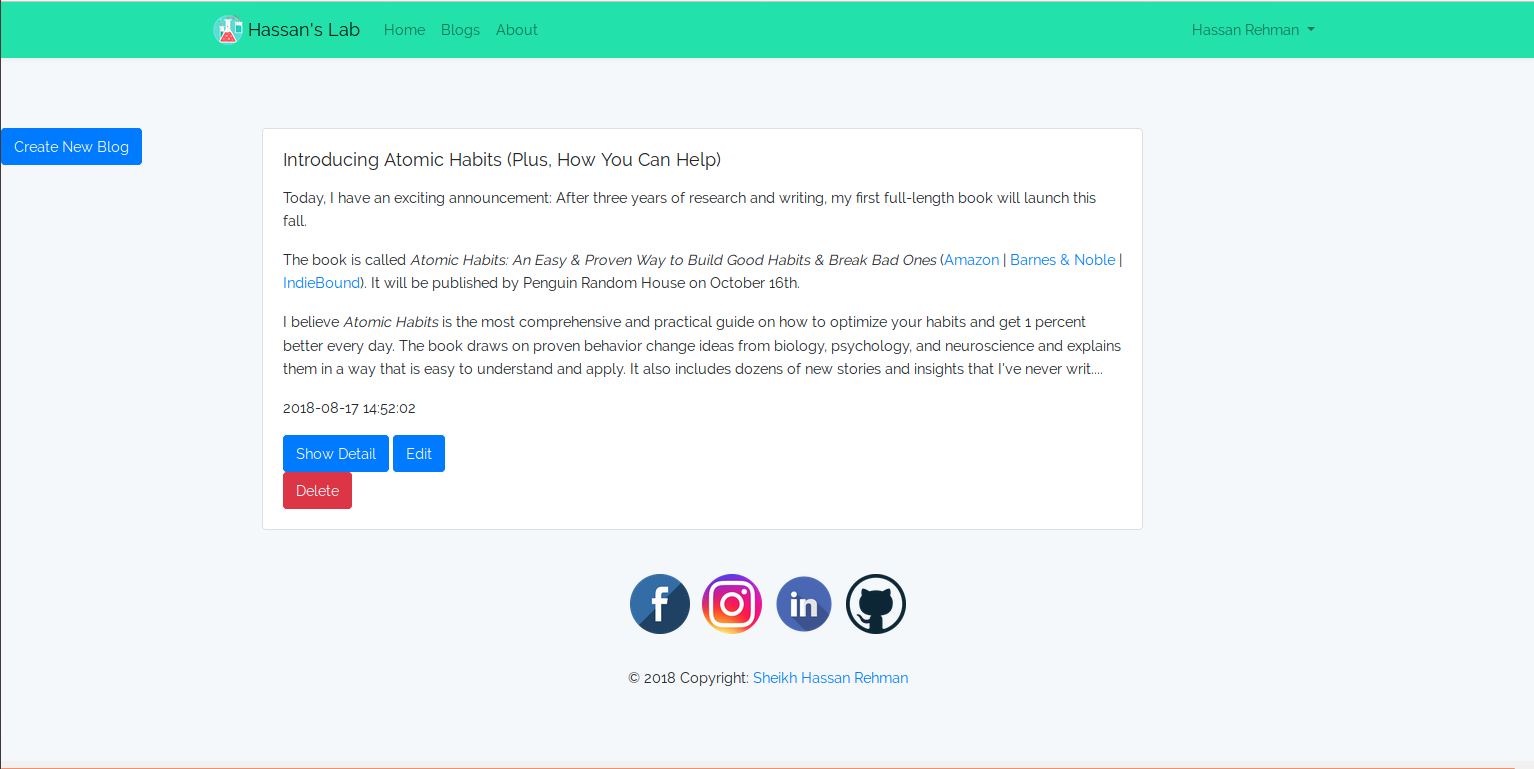 Hassan's Lab Home Blogs About Hassan Rehman
Create New Blog
Introducing Atomic Habits (Plus, How You Can Help)
Today, I have an exciting announcement: After three years of research and writing, my first full-length book will launch this
fall.
The book is called Atomic Habits: An Easy & Proven Way to Build Good Habits & Break Bad Ones (Amazon | Barnes & Noble |
IndieBound). It will be published by Penguin Random House on October 16th.
I believe Atomic Habits is the most comprehensive and practical guide on how to optimize your habits and get 1 percent
better every day. The book draws on proven behavior change ideas from biology, psychology, and neuroscience and explains
them in a way that is easy to understand and apply. It also includes dozens of new stories and insights that I've never writ....
2018-08-17 14:52:02
Show Detail Edit
Delete
f in
© 2018 Copyright: Sheikh Hassan Rehman